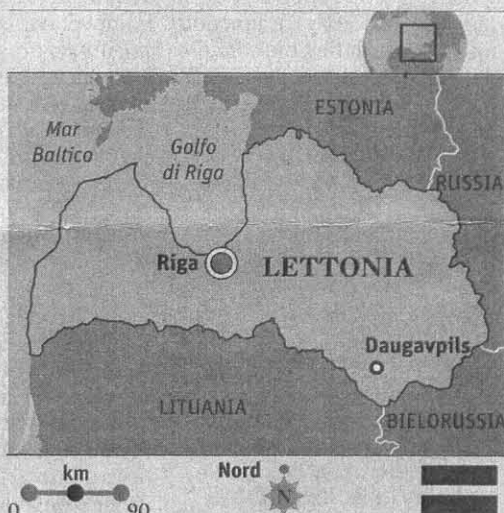 ESTONIA
Mar
Baltico
Golfo
di Riga
RUSSIA
Riga
LETTONIA
Daugavpils
LITUANIA
BIELORUSSIA
km
0 90
Nord
N